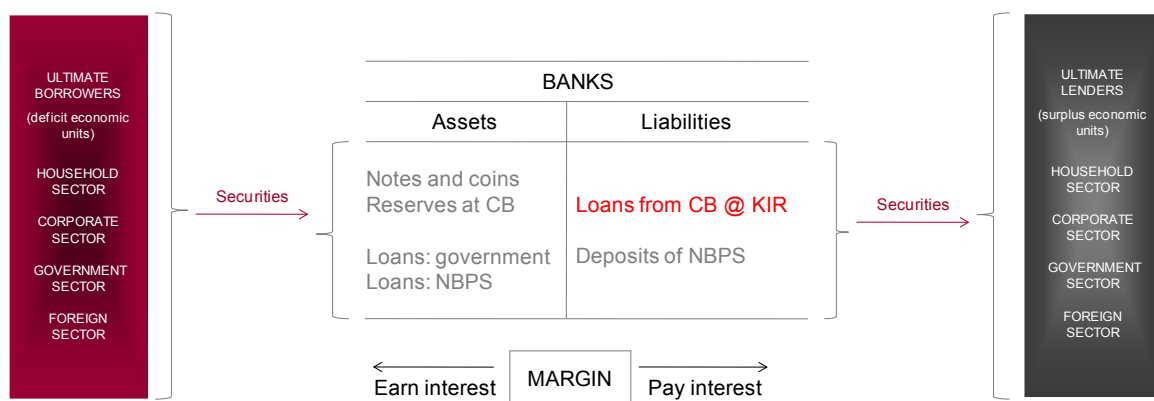 ULTIMATE
BORROWERS
(deficit economic
units)
HOUSEHOLD
SECTOR
CORPORATE
SECTOR
GOVERNMENT
SECTOR
FOREIGN
SECTOR
Securities
BANKS
Assets
Liabilities
Notes and coins
Reserves at CB
Loans: government
Loans: NBPS
Loans from CB @ KIR
Deposits of NBPS
Earn interest
MARGIN
Pay interest
Securities
ULTIMATE
LENDERS
(surplus economic
units)
HOUSEHOLD
SECTOR
CORPORATE
SECTOR
GOVERNMENT
SECTOR
FOREIGN
SECTOR